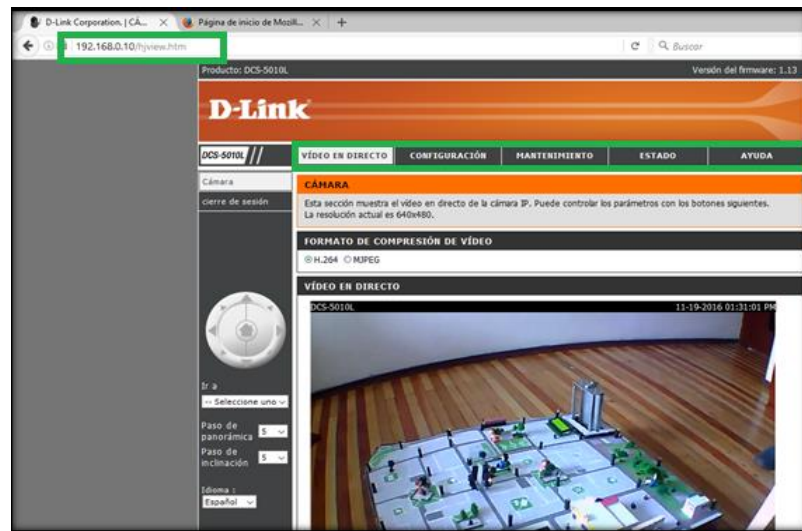 D-Link Corporation. | CÁ...
Página de inicio de Mozill...
192.168.0.10/hjview.htm
Buscar
Producto: DCS-5010L
Versión del firmware: 1.13
D-Link
DCS-5010L
VÍDEO EN DIRECTO
CONFIGURACIÓN
MANTENIMIENTO
ESTADO
AYUDA
Cámara
cierre de sesión
CÁMARA
Esta sección muestra el vídeo en directo de la cámara IP. Puede controlar los parámetros con los botones siguientes.
La resolución actual es 640x480.
FORMATO DE COMPRESIÓN DE VÍDEO
H.264 MJPEG
VÍDEO EN DIRECTO
DCS-5010L
11-19-2016 01:31:01 PM
Ir a
-- Seleccione uno
Paso de
panorámica
5
Paso de
inclinación
5
Idioma :
Español